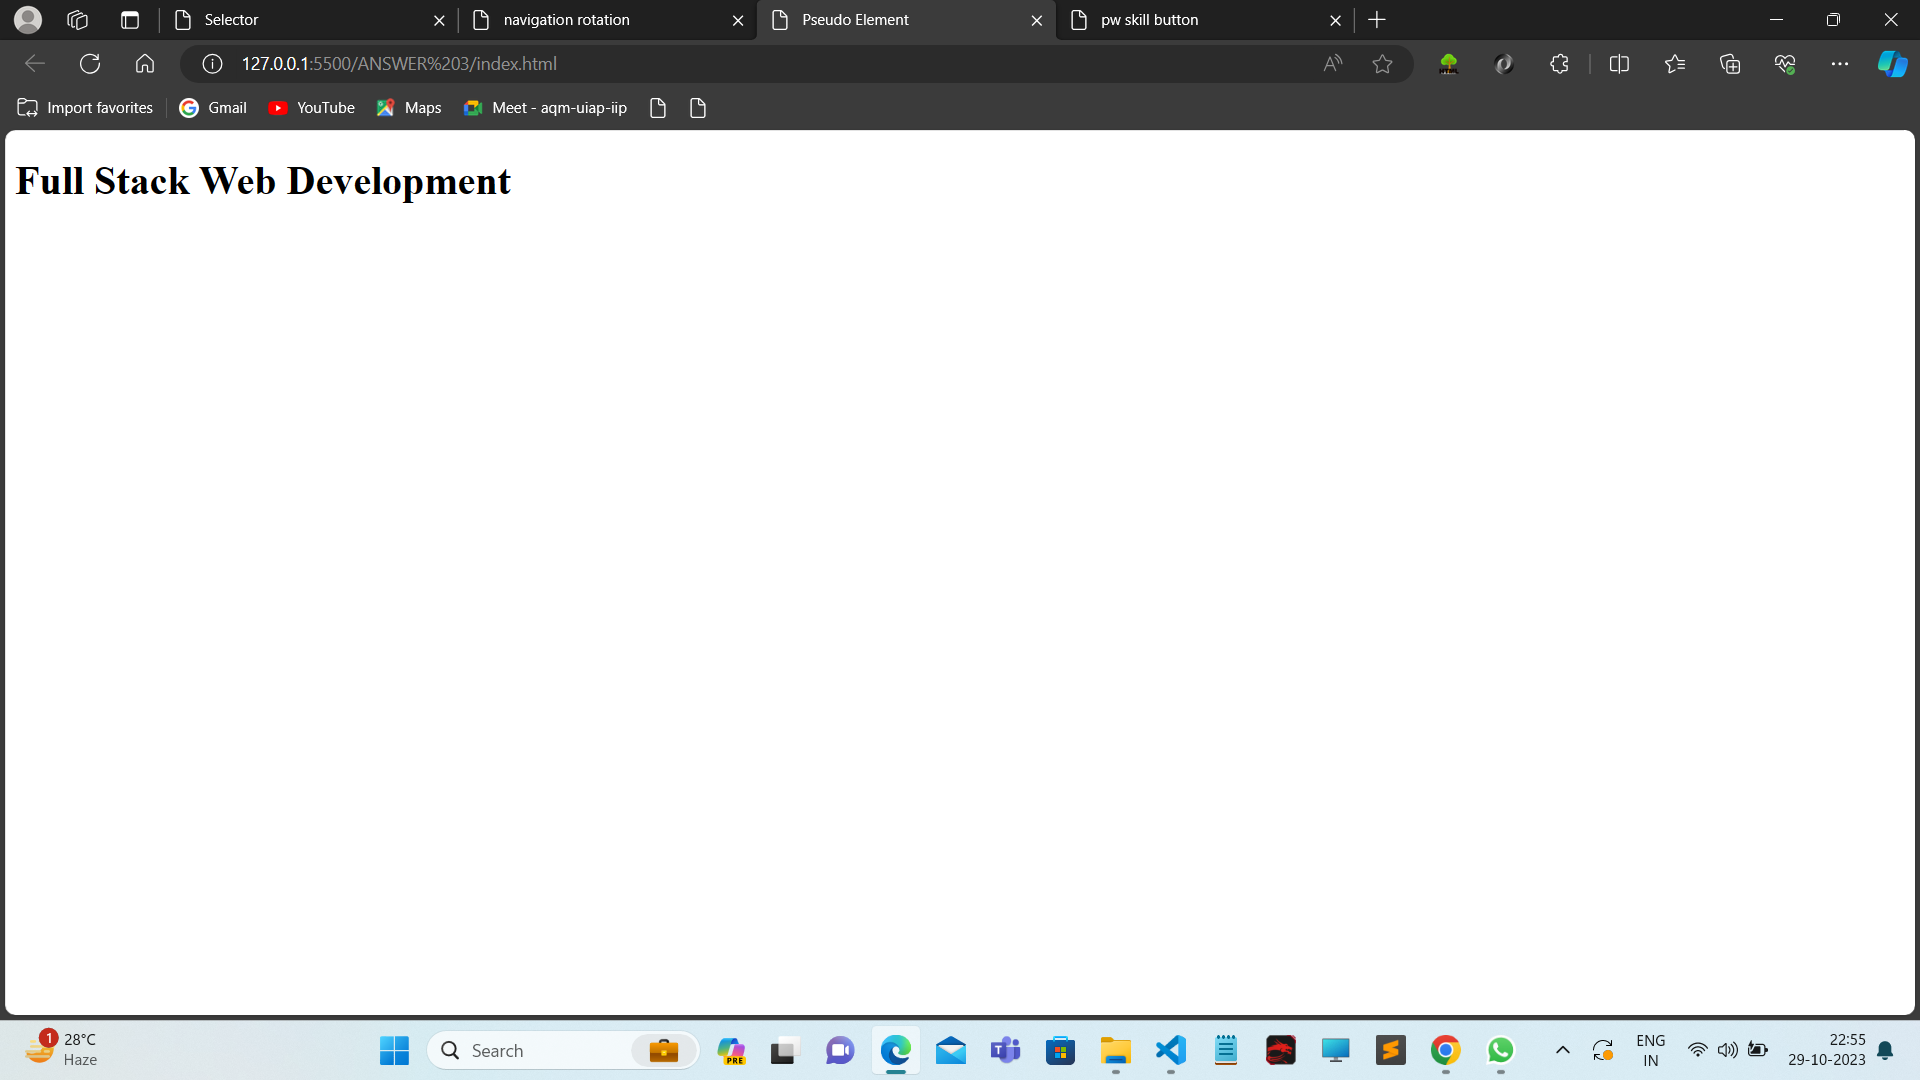 Selector
navigation rotation
Pseudo Element
pw skill button
127.0.0.1:5500/ANSWER%203/index.html
Import favorites
Gmail
YouTube
Maps
Meet - aqm-uiap-iip
Full Stack Web Development
1
28°C
Haze
Search
PRE
ENG
IN
22:55
29-10-2023